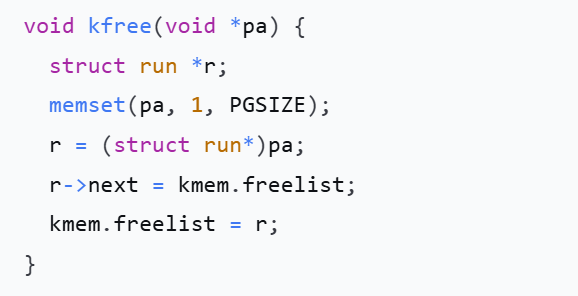 void kfree(void *pa) {
  struct run *r;
  memset(pa, 1, PGSIZE);
  r = (struct run*)pa;
  r->next = kmem.freelist;
  kmem.freelist = r;
}